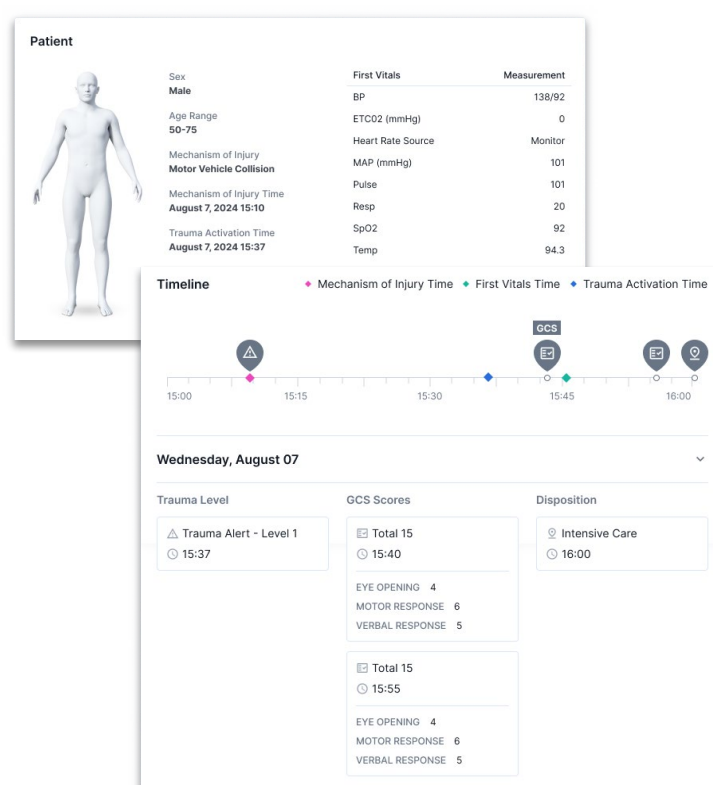 Patient
Sex
Male
Age Range
50-75
Mechanism of Injury
Motor Vehicle Collision
Mechanism of Injury Time
August 7, 2024 15:10
Trauma Activation Time
August 7, 2024 15:37
First Vitals Measurement
BP 138/92
ETC02 (mmHg) 0
Heart Rate Source Monitor
MAP (mmHg) 101
Pulse 101
Resp 20
SpO2 92
Temp 94.3
Timeline Mechanism of Injury Time First Vitals Time Trauma Activation Time
GCS
15:00 15:15 15:30 15:45 16:00
Wednesday, August 07
Trauma Level
Trauma Alert - Level 1
15:37
GCS Scores
Total 15
15:40
EYE OPENING 4
MOTOR RESPONSE 6
VERBAL RESPONSE 5
Total 15
15:55
EYE OPENING 4
MOTOR RESPONSE 6
VERBAL RESPONSE 5
Disposition
Intensive Care
16:00